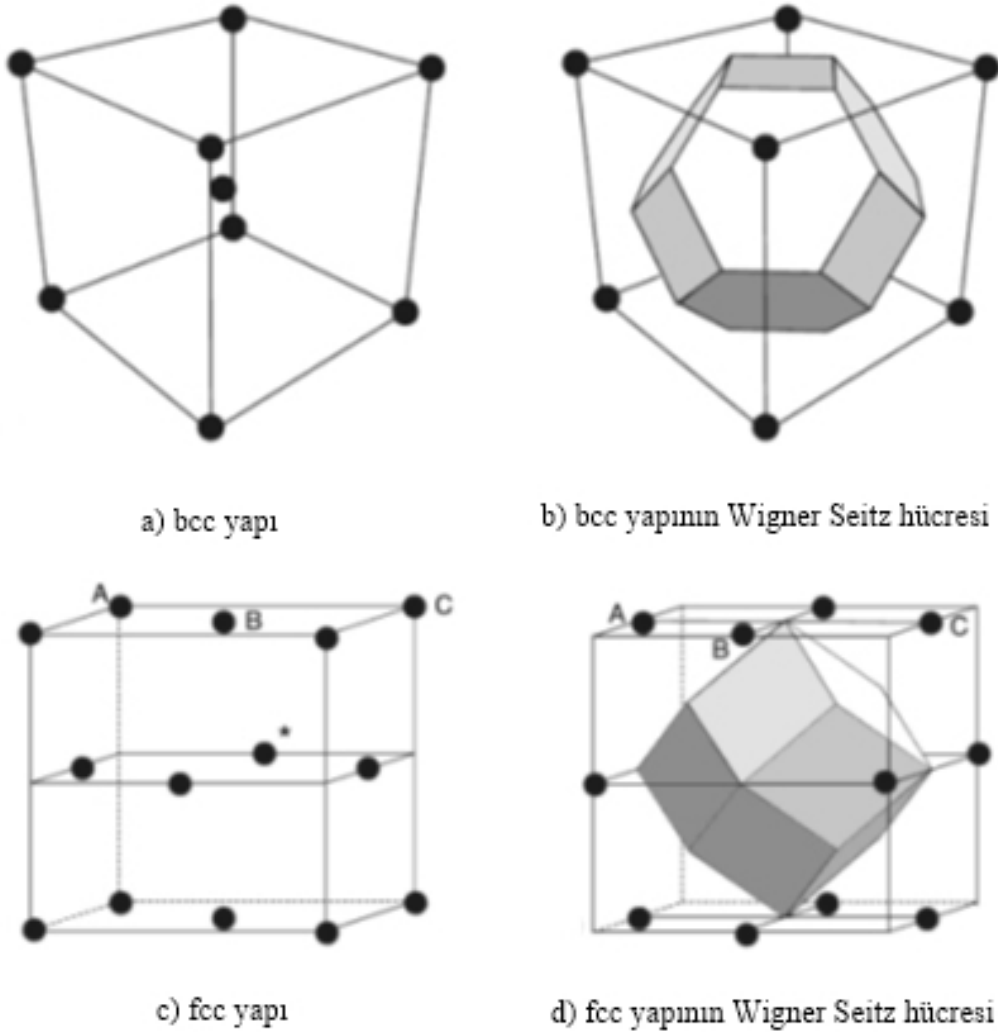 a) bcc yapı
b) bcc yapının Wigner Seitz hücresi
A
B
C
*
A
B
C
c) fcc yapı
d) fcc yapının Wigner Seitz hücresi